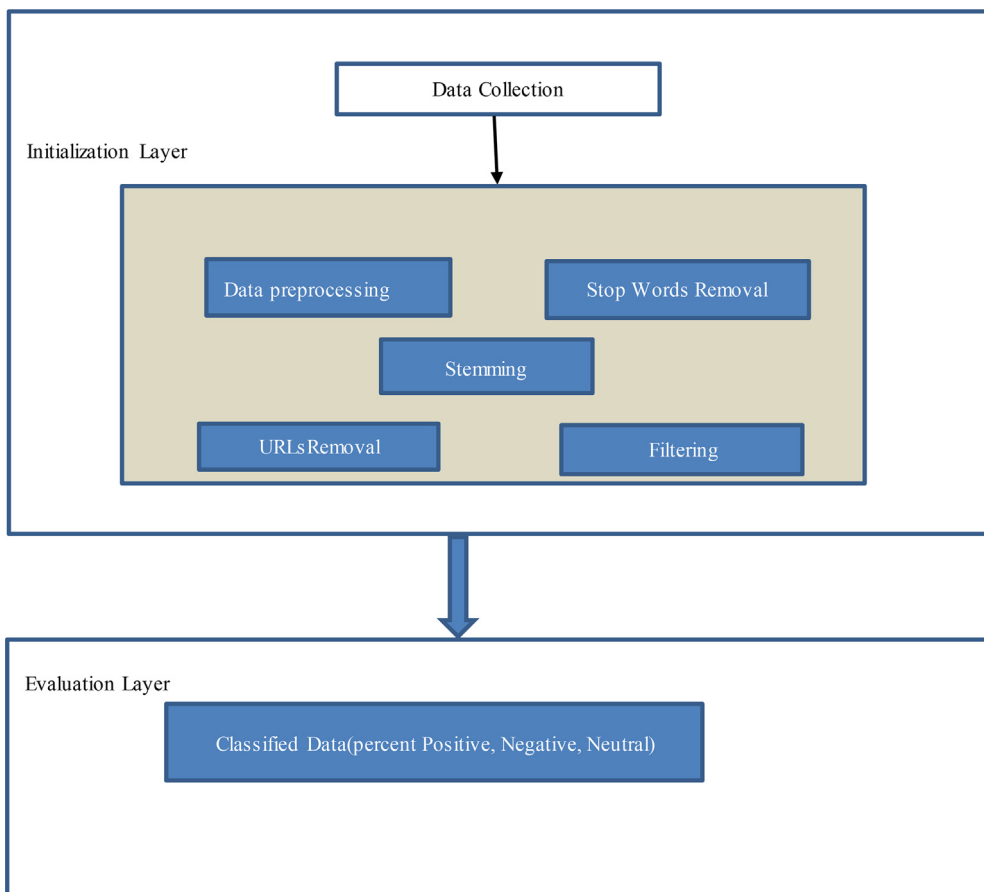 Data Collection
Initialization Layer
Data preprocessing
Stop Words Removal
Stemming
URLsRemoval
Filtering
Evaluation Layer
Classified Data(percent Positive, Negative, Neutral)